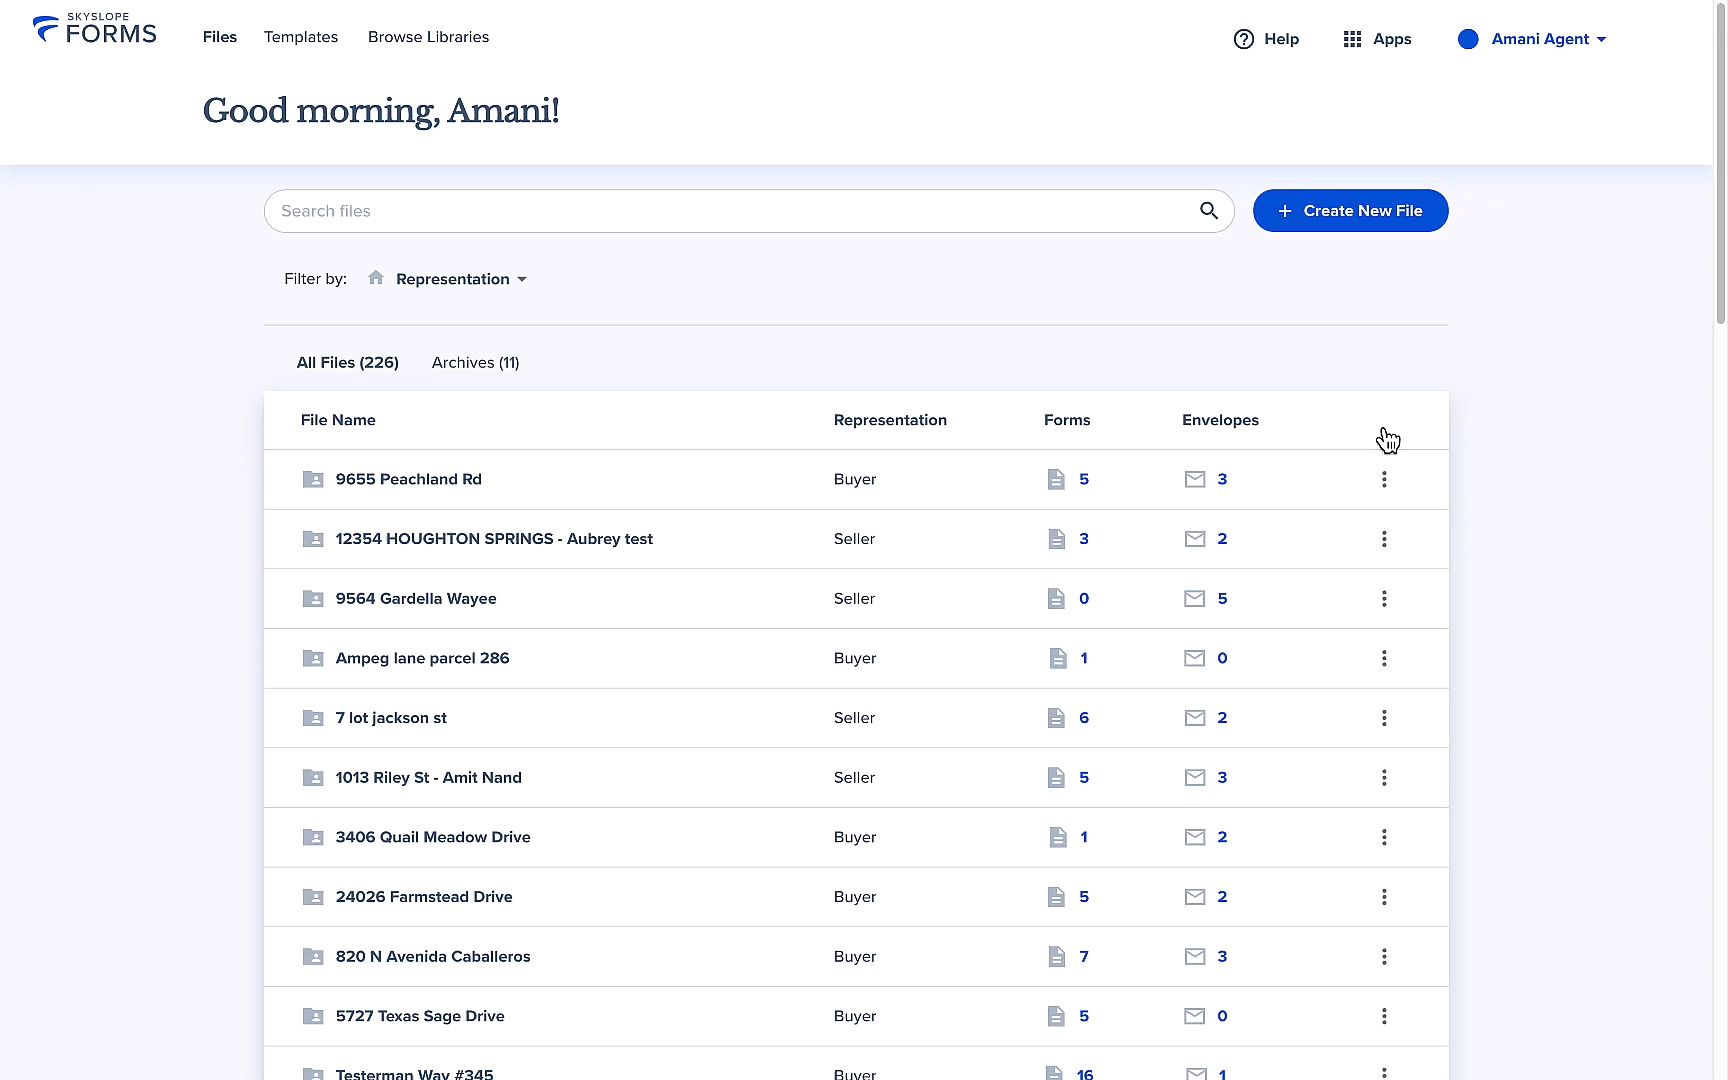 SKYSLOPE
FORMS
Files Templates Browse Libraries
Help Apps Amani Agent
Good morning, Amani!
Search files
+ Create New File
Filter by: Representation
All Files (226) Archives (11)
File Name Representation Forms Envelopes
9655 Peachland Rd Buyer 5 3
12354 HOUGHTON SPRINGS - Aubrey test Seller 3 2
9564 Gardella Wayee Seller 0 5
Ampeg lane parcel 286 Buyer 1 0
7 lot jackson st Seller 6 2
1013 Riley St - Amit Nand Seller 5 3
3406 Quail Meadow Drive Buyer 1 2
24026 Farmstead Drive Buyer 5 2
820 N Avenida Caballeros Buyer 7 3
5727 Texas Sage Drive Buyer 5 0
Testerman Way #345 Buyer 16 1